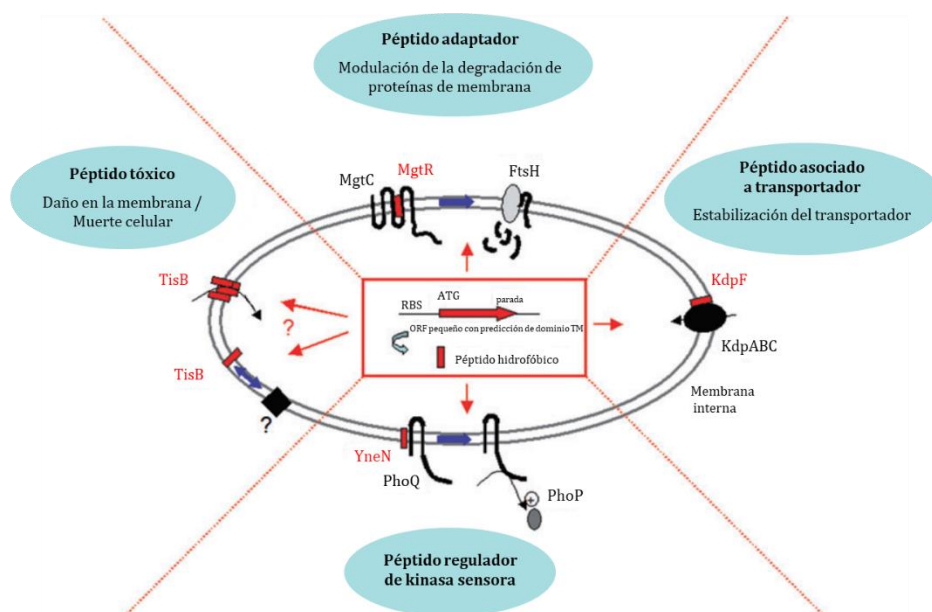 Péptido adaptador
Modulación de la degradación de
proteínas de membrana
Péptido tóxico
Daño en la membrana /
Muerte celular
Péptido asociado
a transportador
Estabilización del transportador
MgtC
MgtR
FtsH
TisB
KdpF
RBS
ATG
parada
ORF pequeño con predicción de dominio TM
Péptido hidrofóbico
?
KdpABC
TisB
?
Membrana
interna
YneN
PhoQ
PhoP
+
Péptido regulador
de kinasa sensora